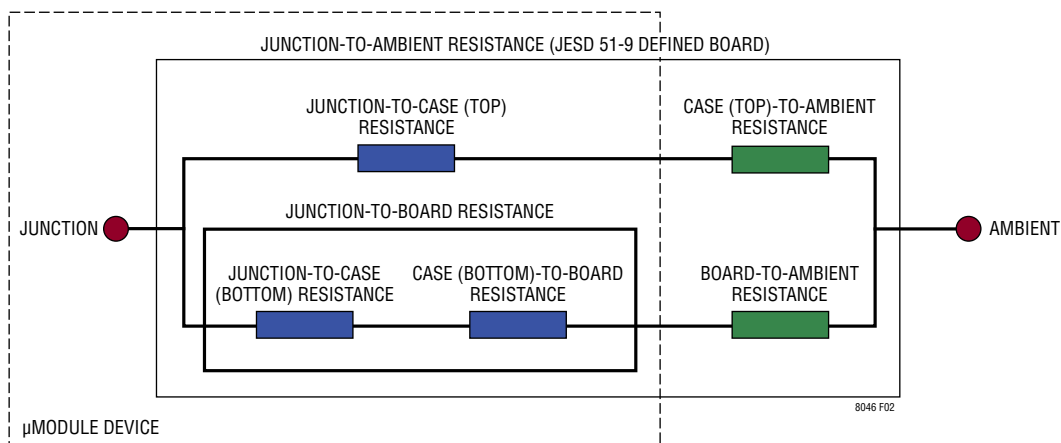 JUNCTION-TO-AMBIENT RESISTANCE (JESD 51-9 DEFINED BOARD)
JUNCTION-TO-CASE (TOP)
RESISTANCE
CASE (TOP)-TO-AMBIENT
RESISTANCE
JUNCTION
JUNCTION-TO-BOARD RESISTANCE
AMBIENT
JUNCTION-TO-CASE
(BOTTOM) RESISTANCE
CASE (BOTTOM)-TO-BOARD
RESISTANCE
BOARD-TO-AMBIENT
RESISTANCE
8046 F02
µMODULE DEVICE